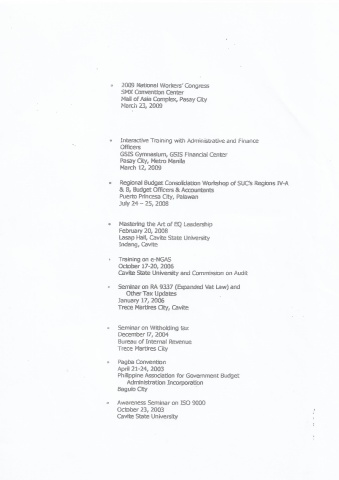 2009 National Workers' Congress
SMX Convention Center
Mall of Asia Complex, Pasay City
March 23, 2009
Interactive Training with Administrative and Finance
Officers
GSIS Gymnasium, GSIS Financial Center
Pasay City, Metro Manila
March 12, 2009
Regional Budget Consolidation Workshop of SUC's Regions IV-A
& B, Budget Officers & Accountants
Puerto Princesa City, Palawan
July 24 – 25, 2008
Mastering the Art of EQ Leadership
February 20, 2008
Lasap Hall, Cavite State University
Indang, Cavite
Training on e-NGAS
October 17-20, 2006
Cavite State University and Commission on Audit
Seminar on RA 9337 (Expanded Vat Law) and
Other Tax Updates
January 17, 2006
Trece Martires City, Cavite
Seminar on Witholding tax
December 17, 2004
Bureau of Internal Revenue
Trece Martires City
Pagba Convention
April 21-24, 2003
Philippine Association for Government Budget
Administration Incorporation
Baguio City
Awareness Seminar on ISO 9000
October 23, 2003
Cavite State University